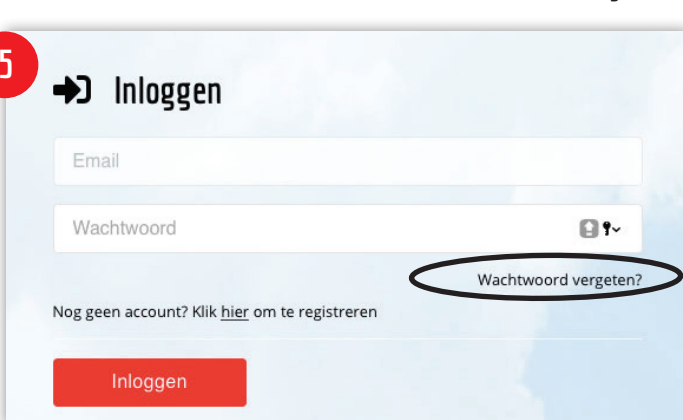 5
Inloggen
Email
Wachtwoord
Wachtwoord vergeten?
Nog geen account? Klik hier om te registreren
Inloggen